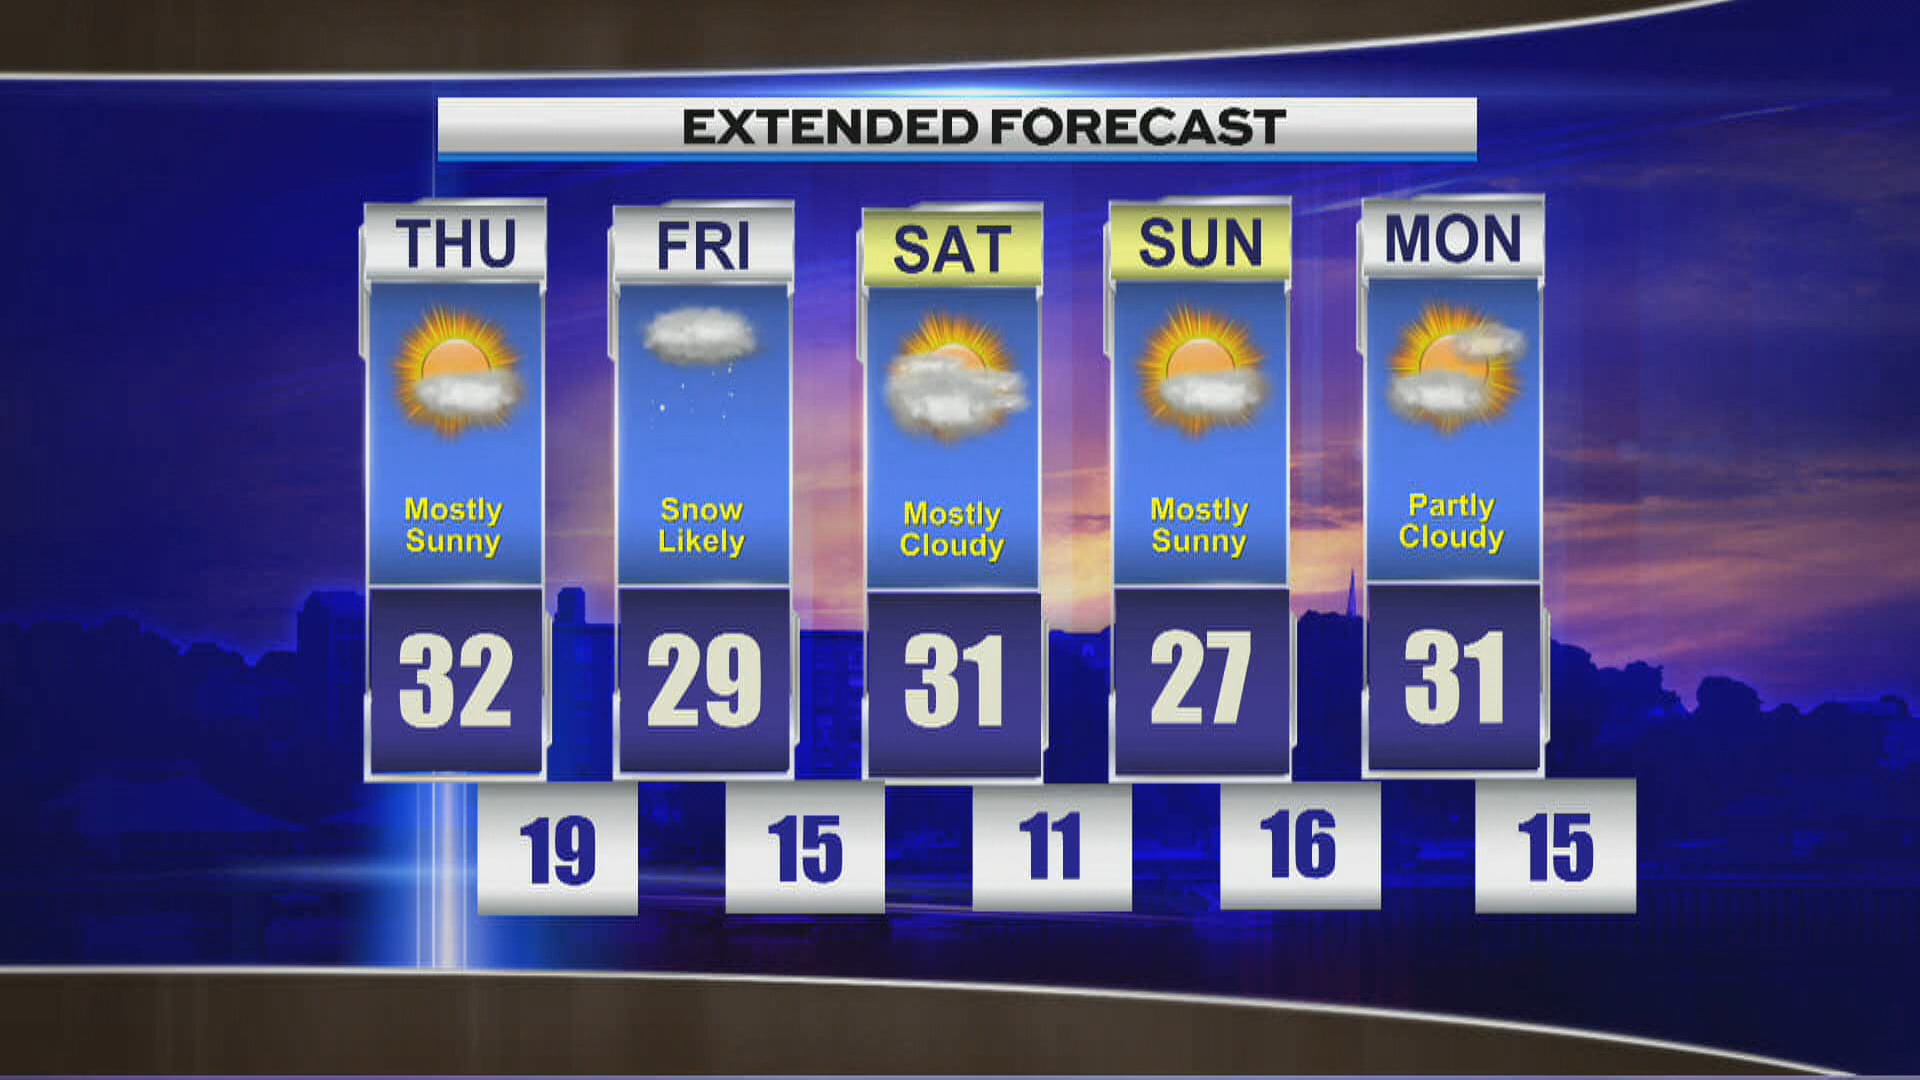 EXTENDED FORECAST
THU FRI SAT SUN MON
Mostly Sunny
Snow Likely
Mostly Cloudy
Mostly Sunny
Partly Cloudy
32 29 31 27 31
19 15 11 16 15